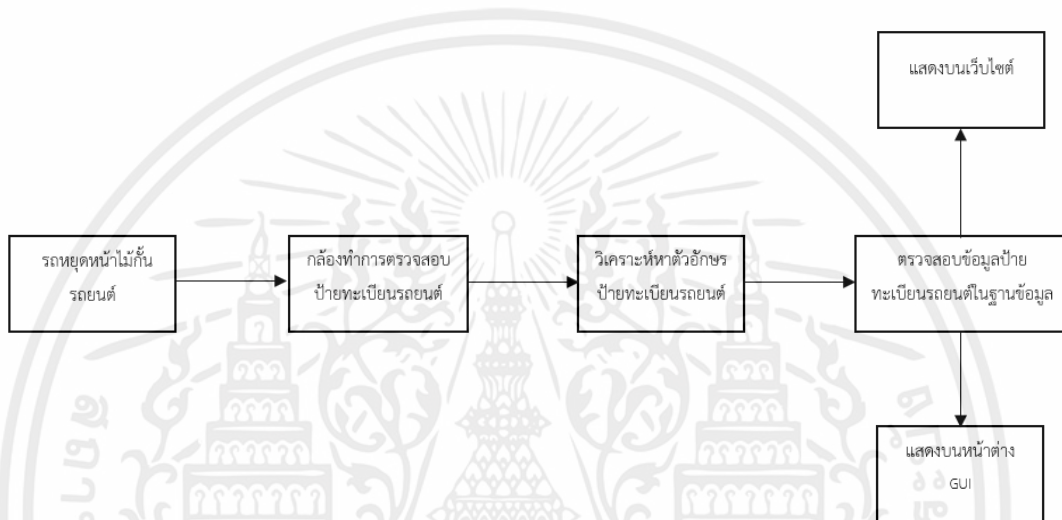 แสดงบนเว็บไซต์
รถหยุดหน้าไม้กั้น
รถยนต์
กล้องทำการตรวจสอบ
ป้ายทะเบียนรถยนต์
วิเคราะห์หาตัวอักษร
ป้ายทะเบียนรถยนต์
ตรวจสอบข้อมูลป้าย
ทะเบียนรถยนต์ในฐานข้อมูล
แสดงบนหน้าต่าง
GUI